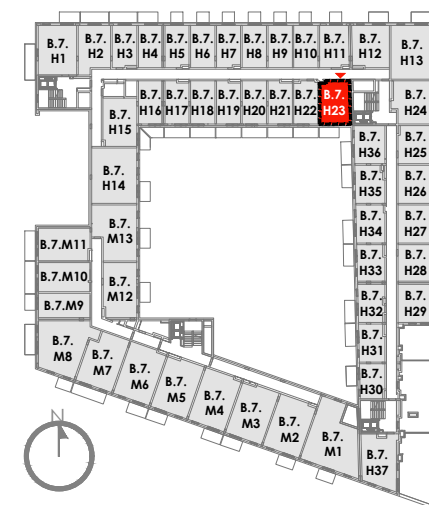 B.7. B.7. B.7. B.7. B.7. B.7. B.7. B.7. B.7. B.7. B.7. B.7. B.7.
H1 H2 H3 H4 H5 H6 H7 H8 H9 H10 H11 H12 H13
B.7. B.7. B.7. B.7. B.7. B.7. B.7. B.7. B.7.
H16 H17 H18 H19 H20 H21 H22 H23 H24
B.7.
H15
B.7.
H36
B.7.
H25
B.7.
H14
B.7.
H35
B.7.
H26
B.7.
M13
B.7.
H34
B.7.
H27
B.7.M11
B.7.
H33
B.7.
H28
B.7.M10
B.7.
M12
B.7.
H32
B.7.
H29
B.7.M9
B.7.
H31
B.7.
M8
B.7.
M7
B.7.
M6
B.7.
M5
B.7.
M4
B.7.
M3
B.7.
M2
B.7.
M1
B.7.
H30
B.7.
H37
N